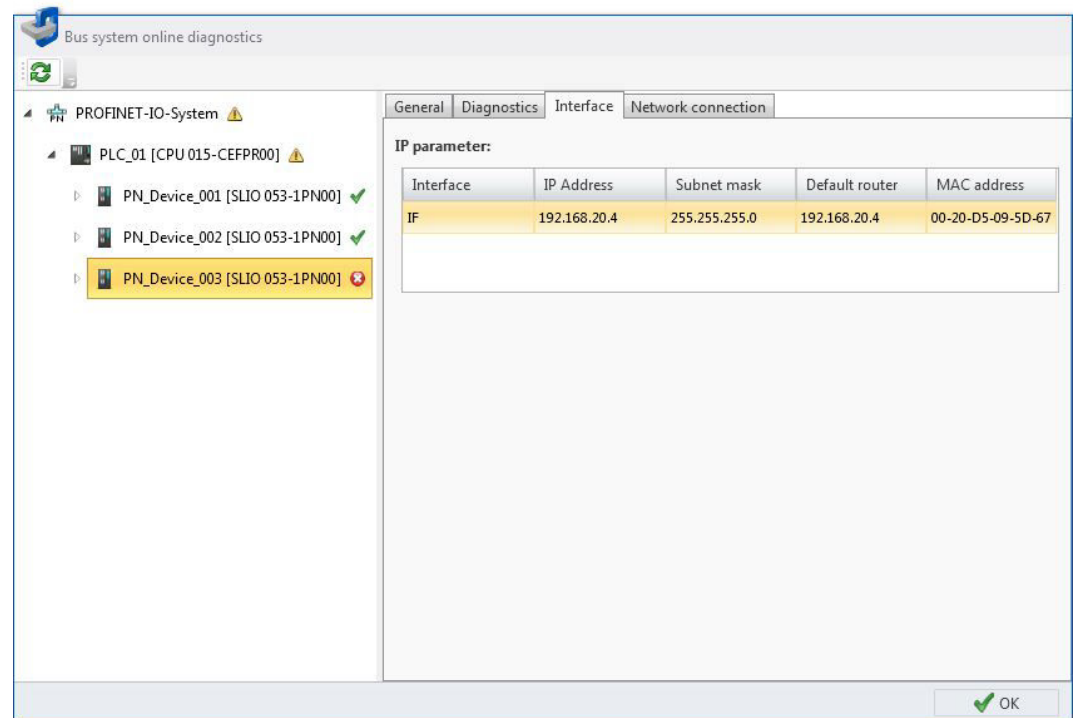 Bus system online diagnostics
PROFINET-IO-System
PLC_01 [CPU 015-CEFPR00]
PN_Device_001 [SLIO 053-1PN00]
PN_Device_002 [SLIO 053-1PN00]
PN_Device_003 [SLIO 053-1PN00]
General Diagnostics Interface Network connection
IP parameter:
Interface IP Address Subnet mask Default router MAC address
IF 192.168.20.4 255.255.255.0 192.168.20.4 00-20-D5-09-5D-67
OK